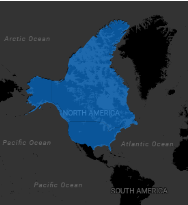 Arctic Ocean
NORTH AMERICA
Pacific Ocean
Atlantic Ocean
Pacific Ocean
SOUTH AMERICA